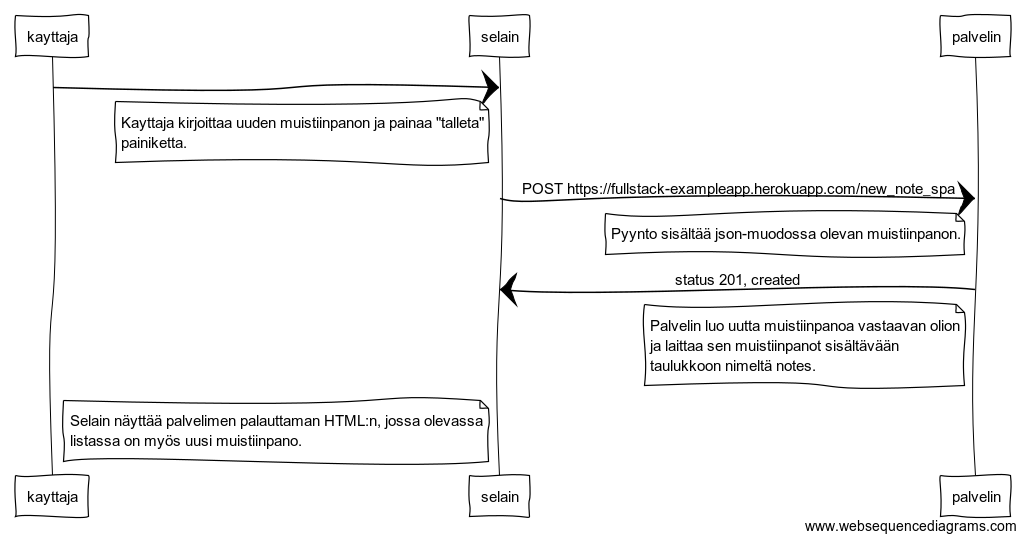 kayttaja
selain
palvelin
Kayttaja kirjoittaa uuden muistiinpanon ja painaa "talleta"
painiketta.
POST https://fullstack-exampleapp.herokuapp.com/new_note_spa
Pyynto sisältää json-muodossa olevan muistiinpanon.
status 201, created
Palvelin luo uutta muistiinpanoa vastaavan olion
ja laittaa sen muistiinpanot sisältävään
taulukkoon nimeltä notes.
Selain näyttää palvelimen palauttaman HTML:n, jossa olevassa
listassa on myös uusi muistiinpano.
kayttaja
selain
palvelin
www.websequencediagrams.com